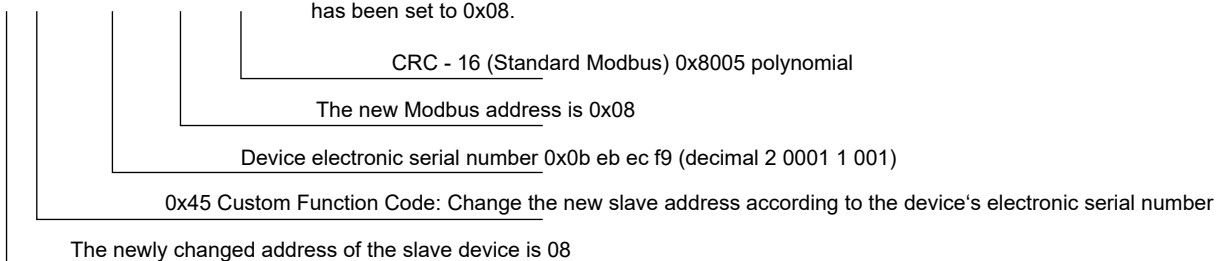 has been set to 0x08.
CRC - 16 (Standard Modbus) 0x8005 polynomial
The new Modbus address is 0x08
Device electronic serial number 0x0b eb ec f9 (decimal 2 0001 1 001)
0x45 Custom Function Code: Change the new slave address according to the device‘s electronic serial number
The newly changed address of the slave device is 08